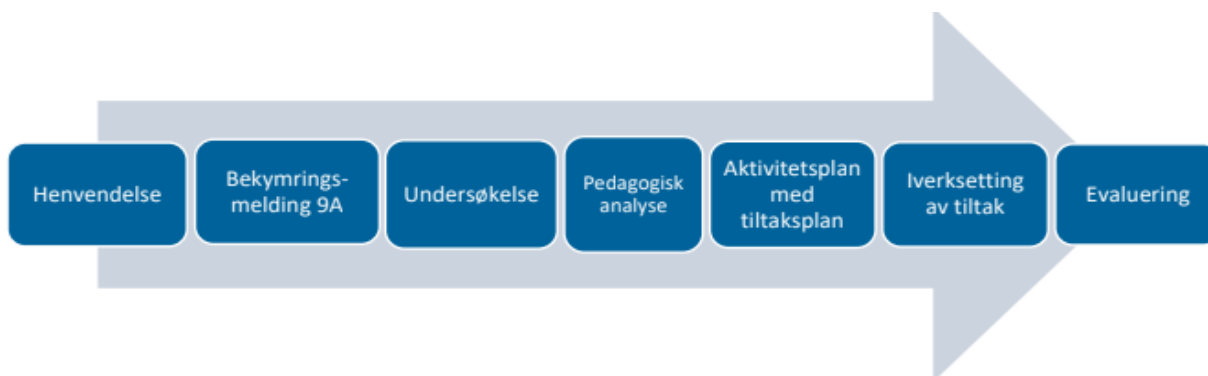 Henvendelse
Bekymrings-
melding 9A
Undersøkelse
Pedagogisk
analyse
Aktivitetsplan
med
tiltaksplan
Iverksetting
av tiltak
Evaluering